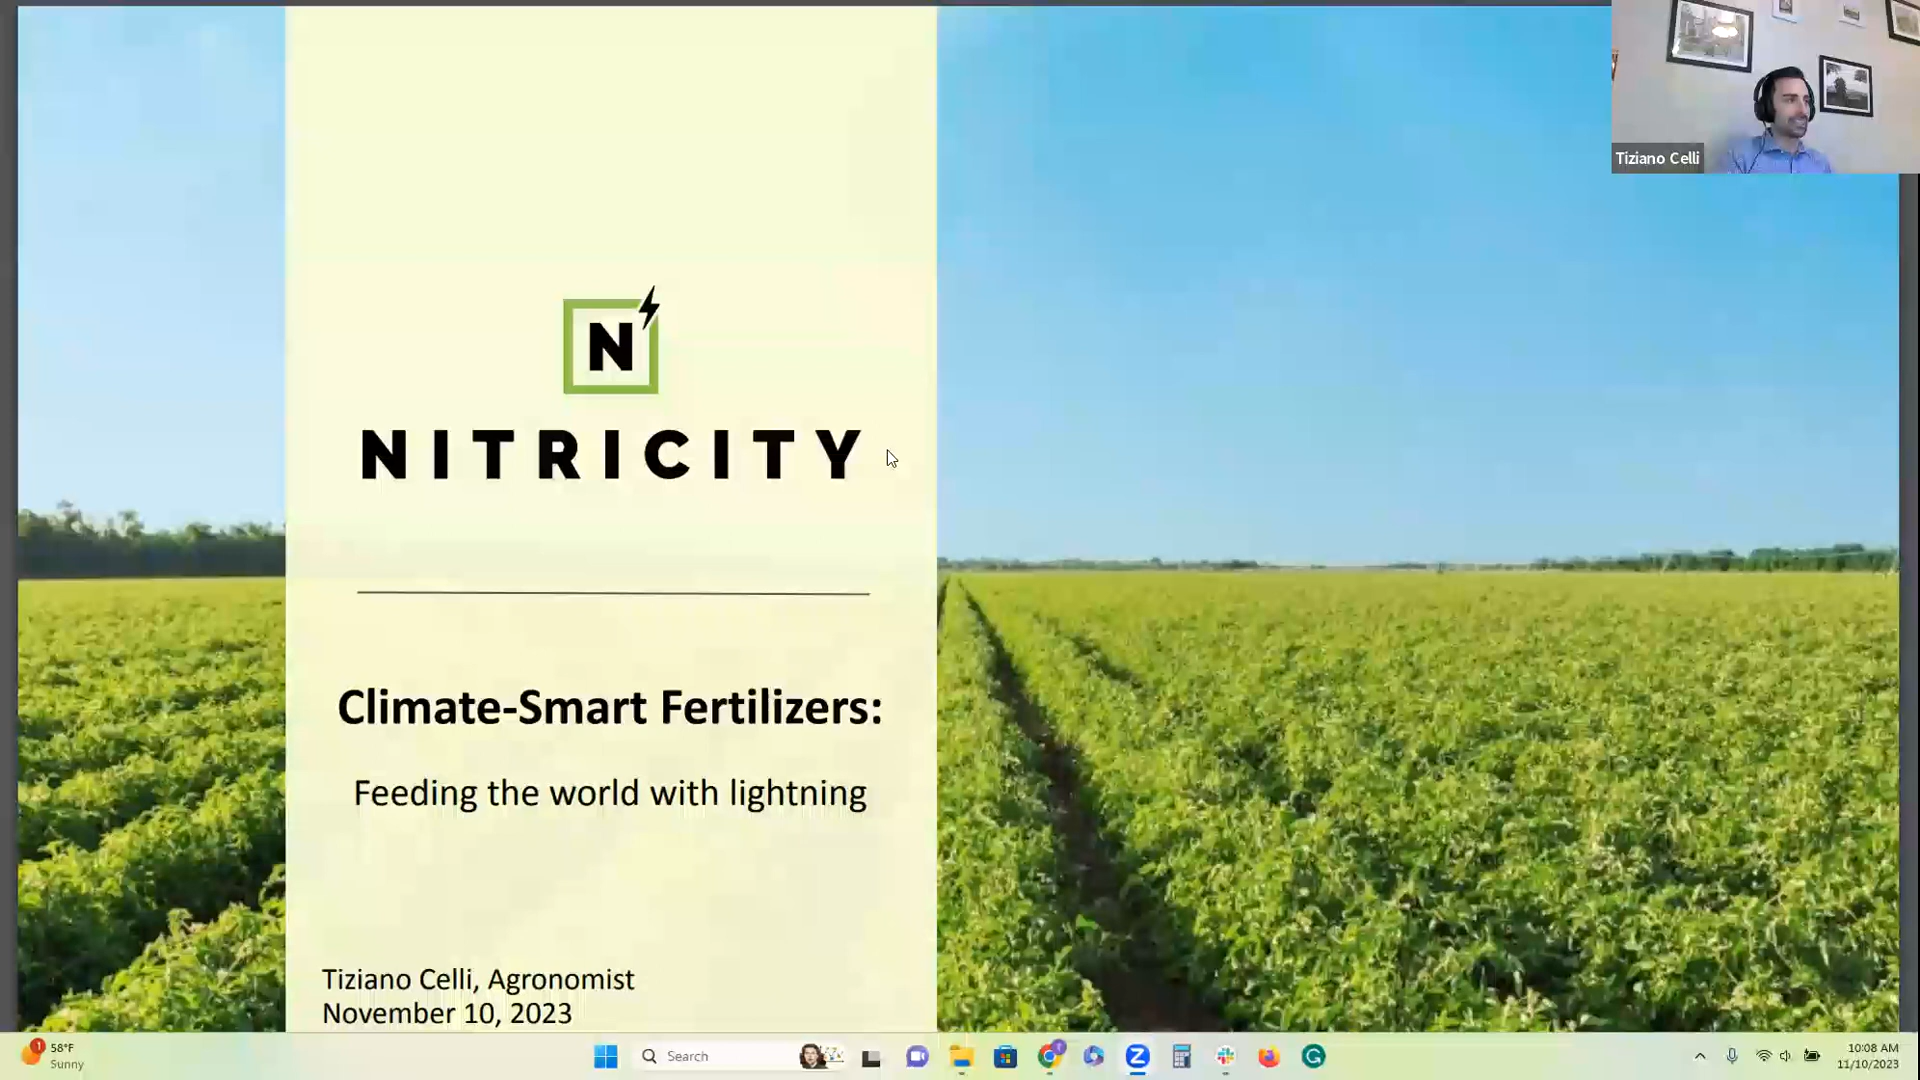 Tiziano Celli
N
NITRICITY
Climate-Smart Fertilizers:
Feeding the world with lightning
Tiziano Celli, Agronomist
November 10, 2023
1
58°F
Sunny
Search
10:08 AM
11/10/2023